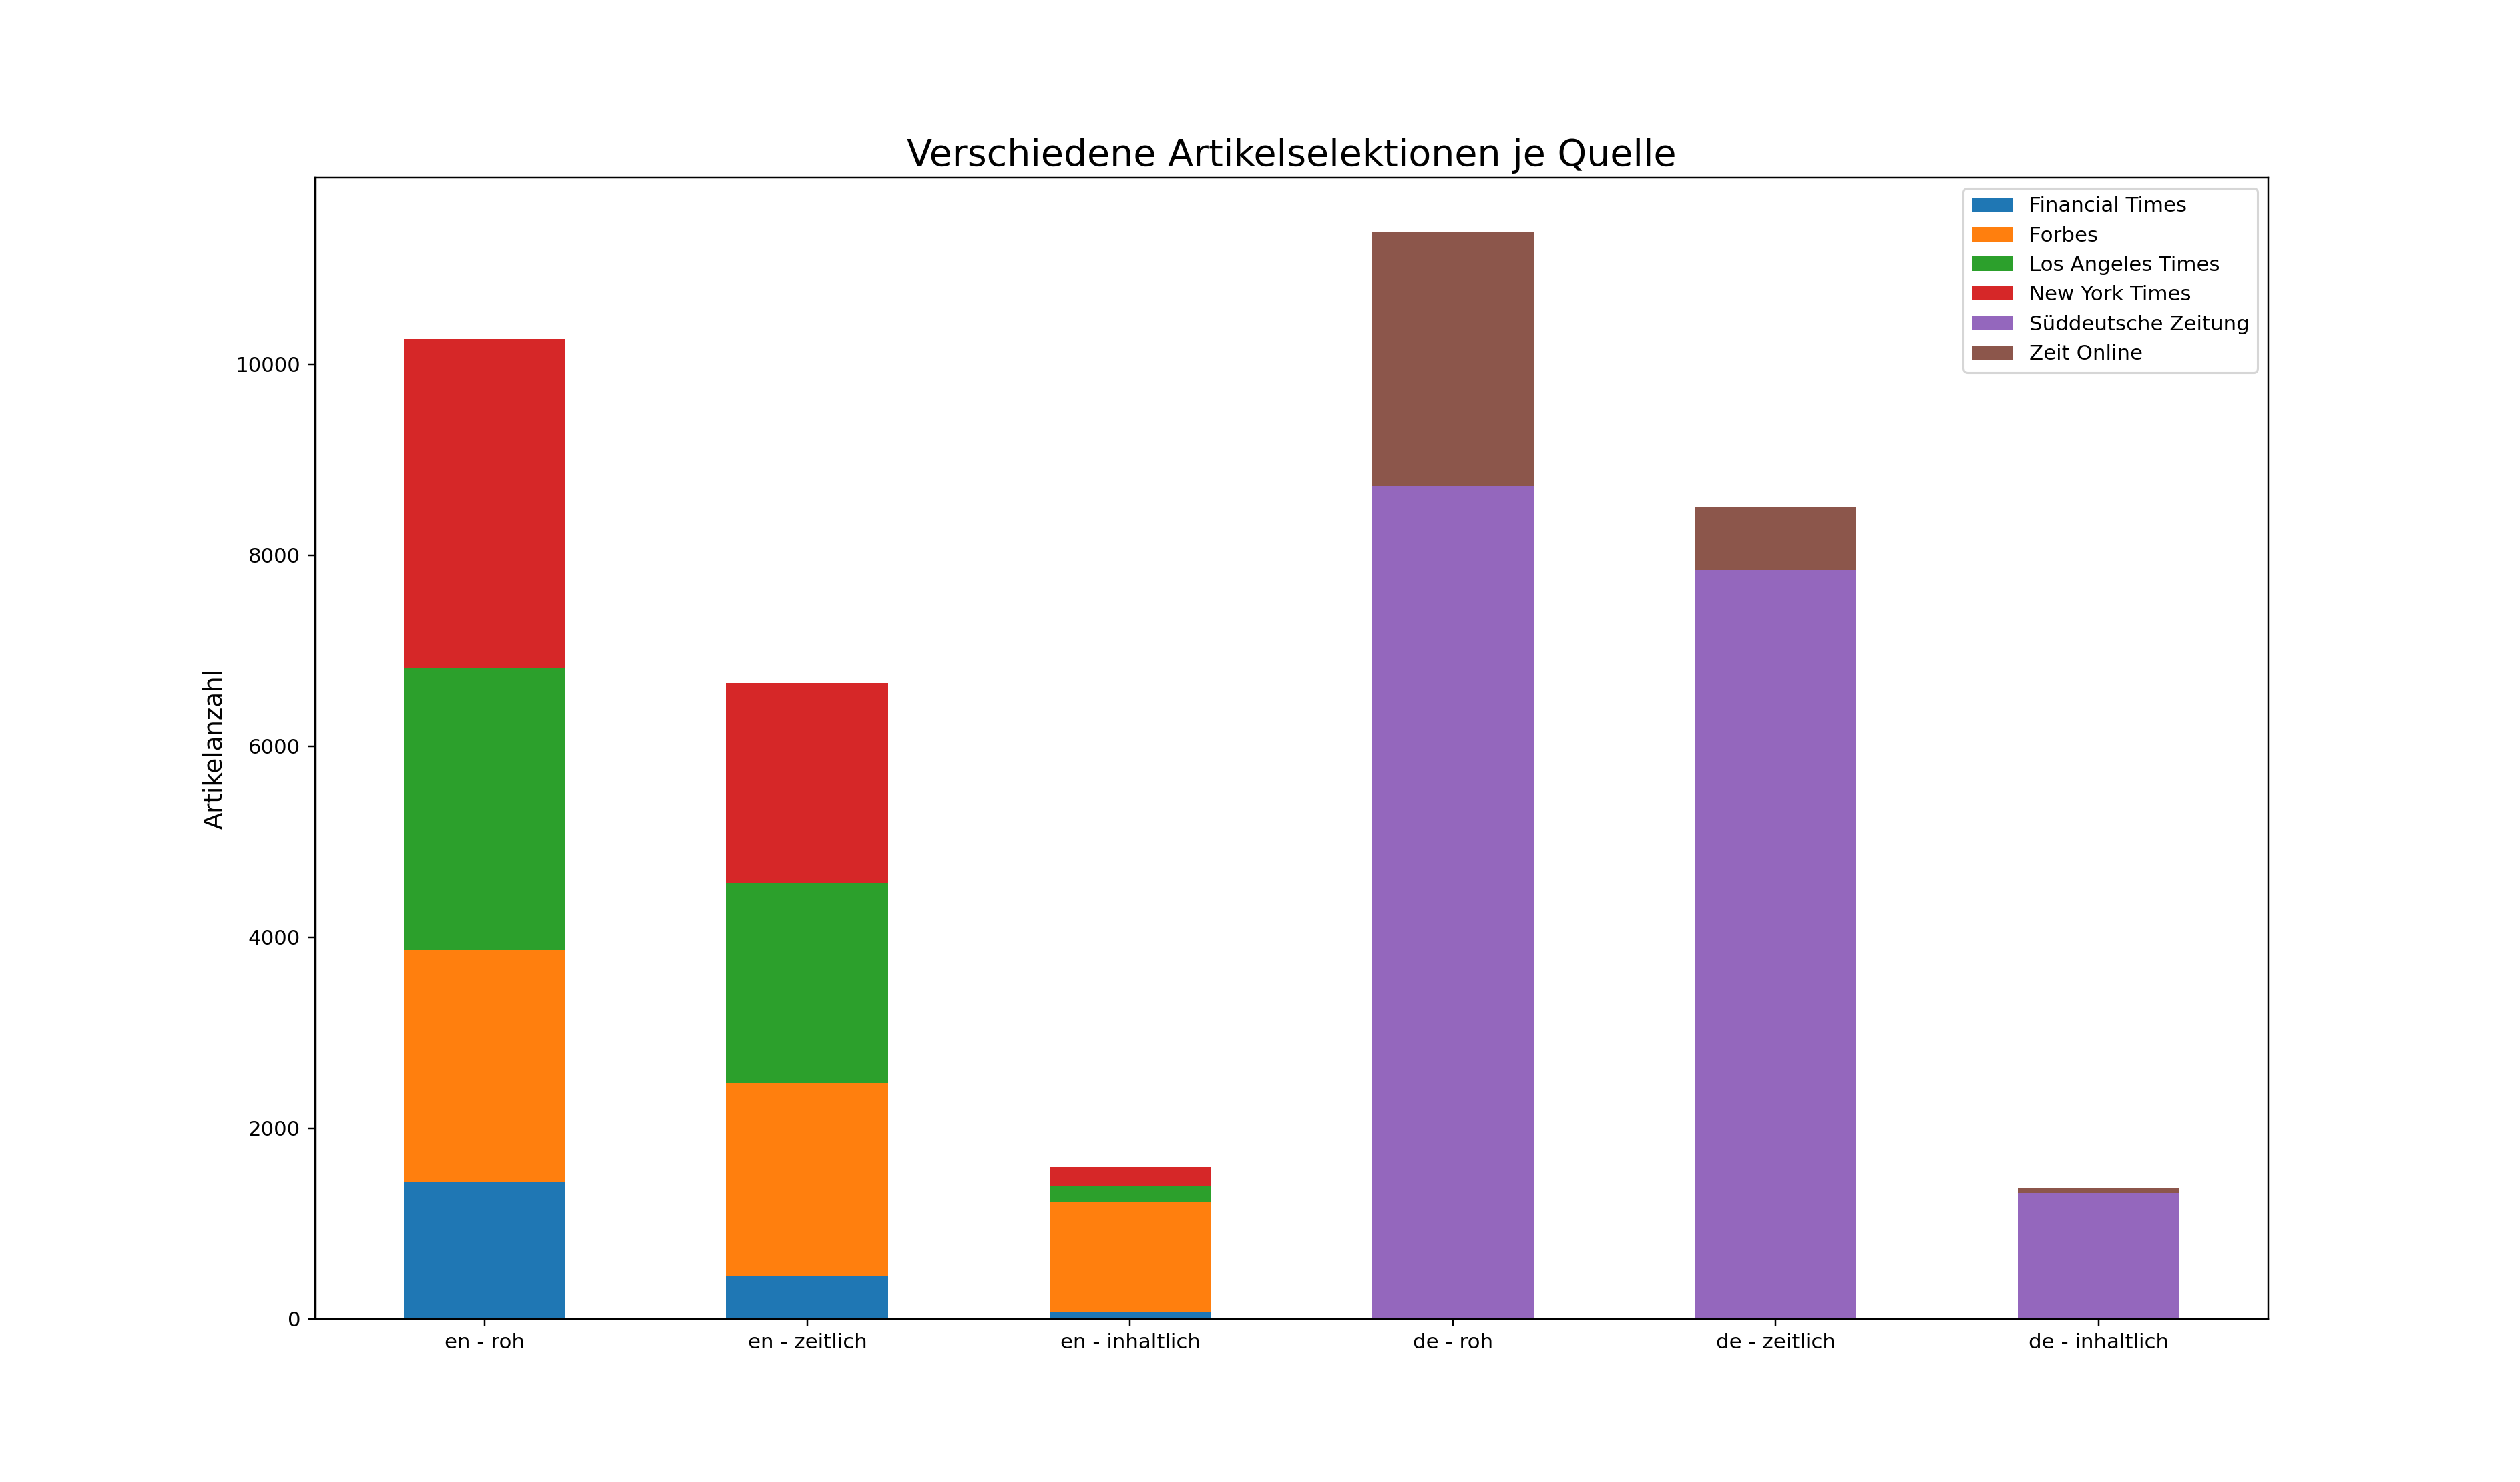 Verschiedene Artikelselektionen je Quelle
Financial Times
Forbes
Los Angeles Times
New York Times
Süddeutsche Zeitung
Zeit Online
Artikelanzahl
10000
8000
6000
4000
2000
0
en - roh
en - zeitlich
en - inhaltlich
de - roh
de - zeitlich
de - inhaltlich